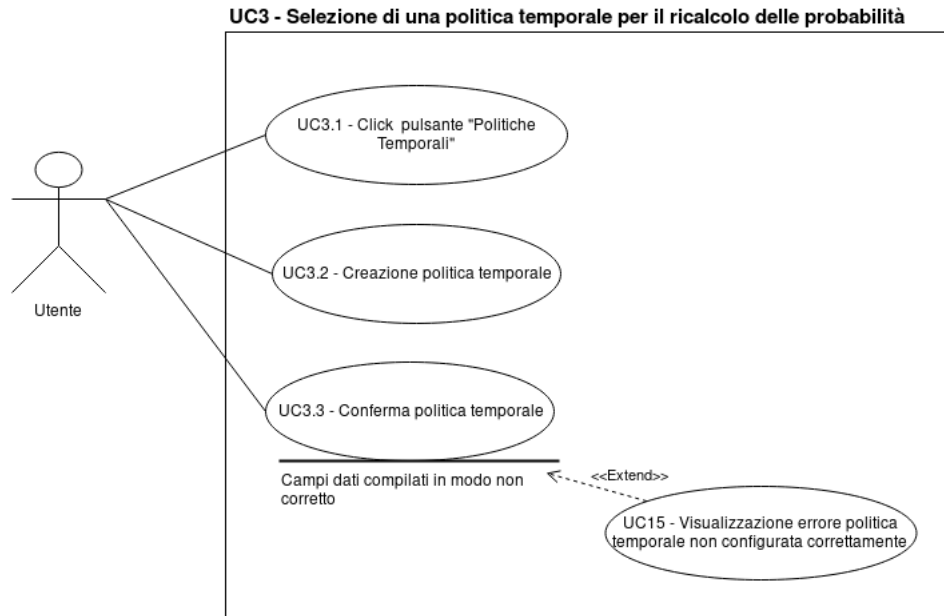 UC3 - Selezione di una politica temporale per il ricalcolo delle probabilità
UC3.1 - Click pulsante "Politiche
Temporali"
UC3.2 - Creazione politica temporale
Utente
UC3.3 - Conferma politica temporale
Campi dati compilati in modo non
corretto
<<Extend>>
UC15 - Visualizzazione errore politica
temporale non configurata correttamente